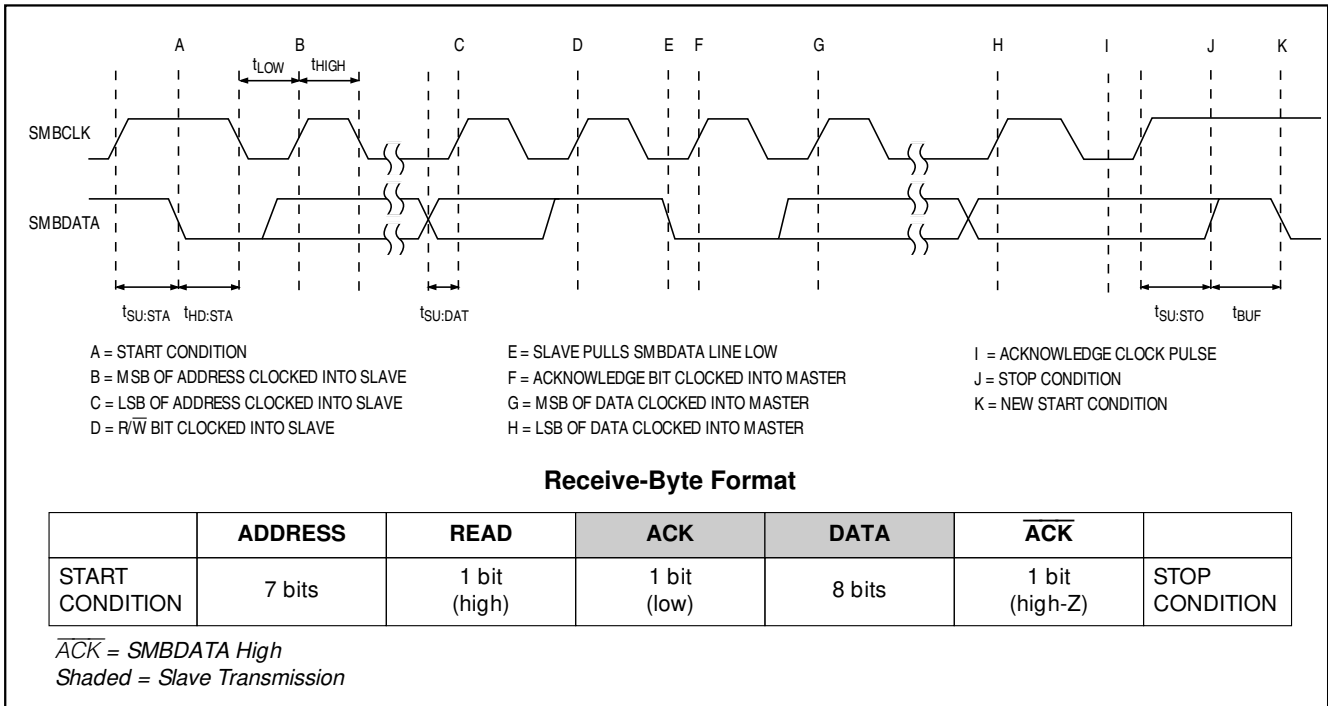 A B C D E F G H I J K
tLOW tHIGH
SMBCLK
SMBDATA
tSU:STA tHD:STA tSU:DAT tSU:STO tBUF
A = START CONDITION
B = MSB OF ADDRESS CLOCKED INTO SLAVE
C = LSB OF ADDRESS CLOCKED INTO SLAVE
D = R/W̅ BIT CLOCKED INTO SLAVE
E = SLAVE PULLS SMBDATA LINE LOW
F = ACKNOWLEDGE BIT CLOCKED INTO MASTER
G = MSB OF DATA CLOCKED INTO MASTER
H = LSB OF DATA CLOCKED INTO MASTER
I = ACKNOWLEDGE CLOCK PULSE
J = STOP CONDITION
K = NEW START CONDITION
Receive-Byte Format
ADDRESS READ ACK DATA A̅C̅K̅
START CONDITION 7 bits 1 bit (high) 1 bit (low) 8 bits 1 bit (high-Z) STOP CONDITION
A̅C̅K̅ = SMBDATA High
Shaded = Slave Transmission